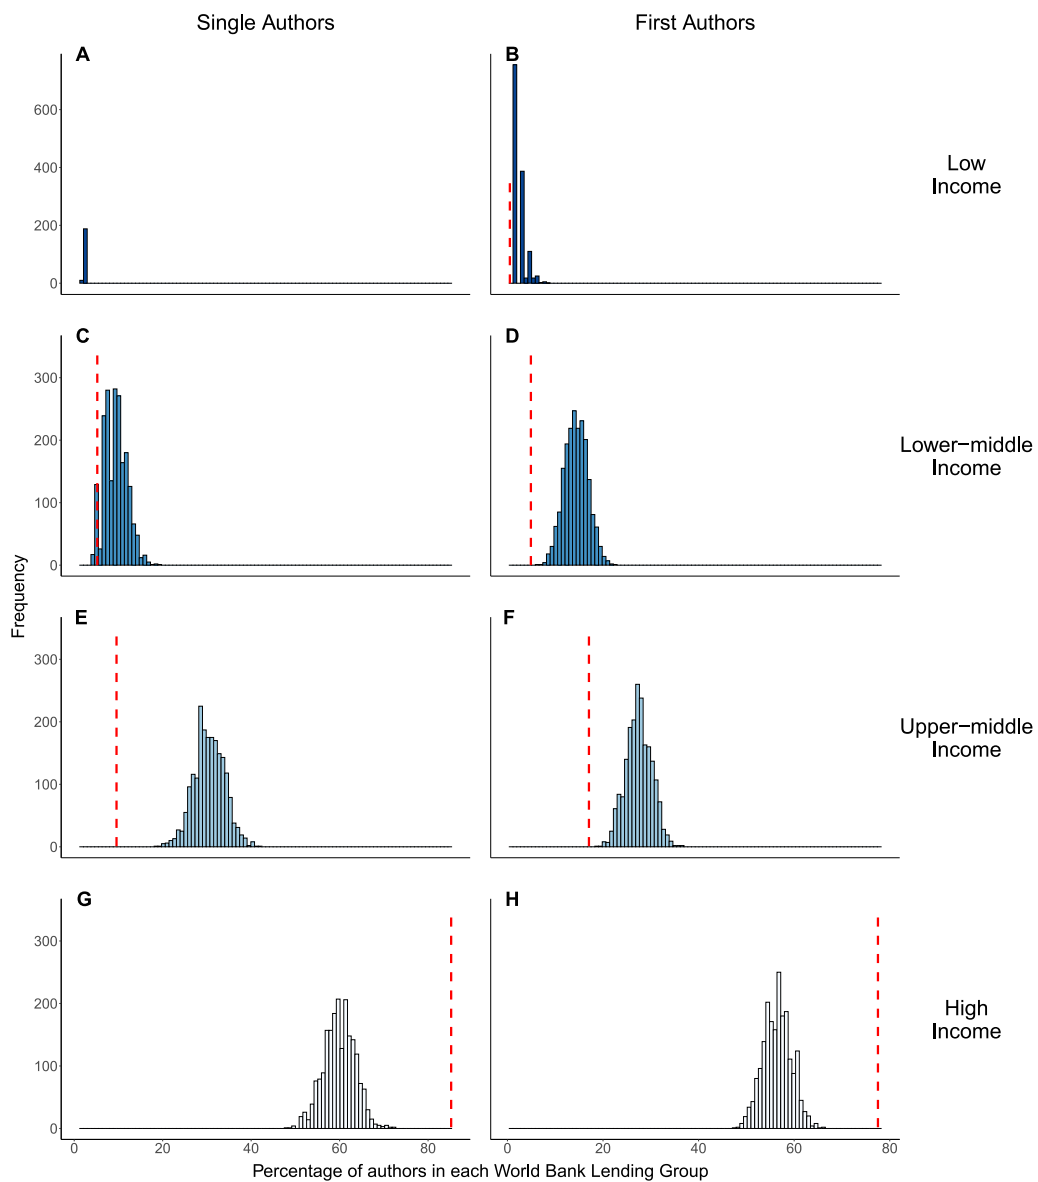 Single Authors
First Authors
A
B
600
400
200
0
Low
Income
C
D
300
200
100
0
Lower−middle
Income
E
F
300
200
100
0
Upper−middle
Income
G
H
300
200
100
0
High
Income
Frequency
0 20 40 60 80
0 20 40 60 80
Percentage of authors in each World Bank Lending Group